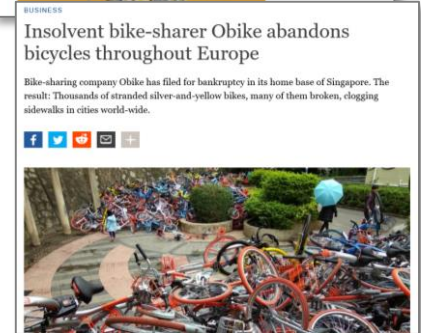 BUSINESS
Insolvent bike-sharer Obike abandons
bicycles throughout Europe
Bike-sharing company Obike has filed for bankruptcy in its home base of Singapore. The
result: Thousands of stranded silver-and-yellow bikes, many of them broken, clogging
sidewalks in cities world-wide.